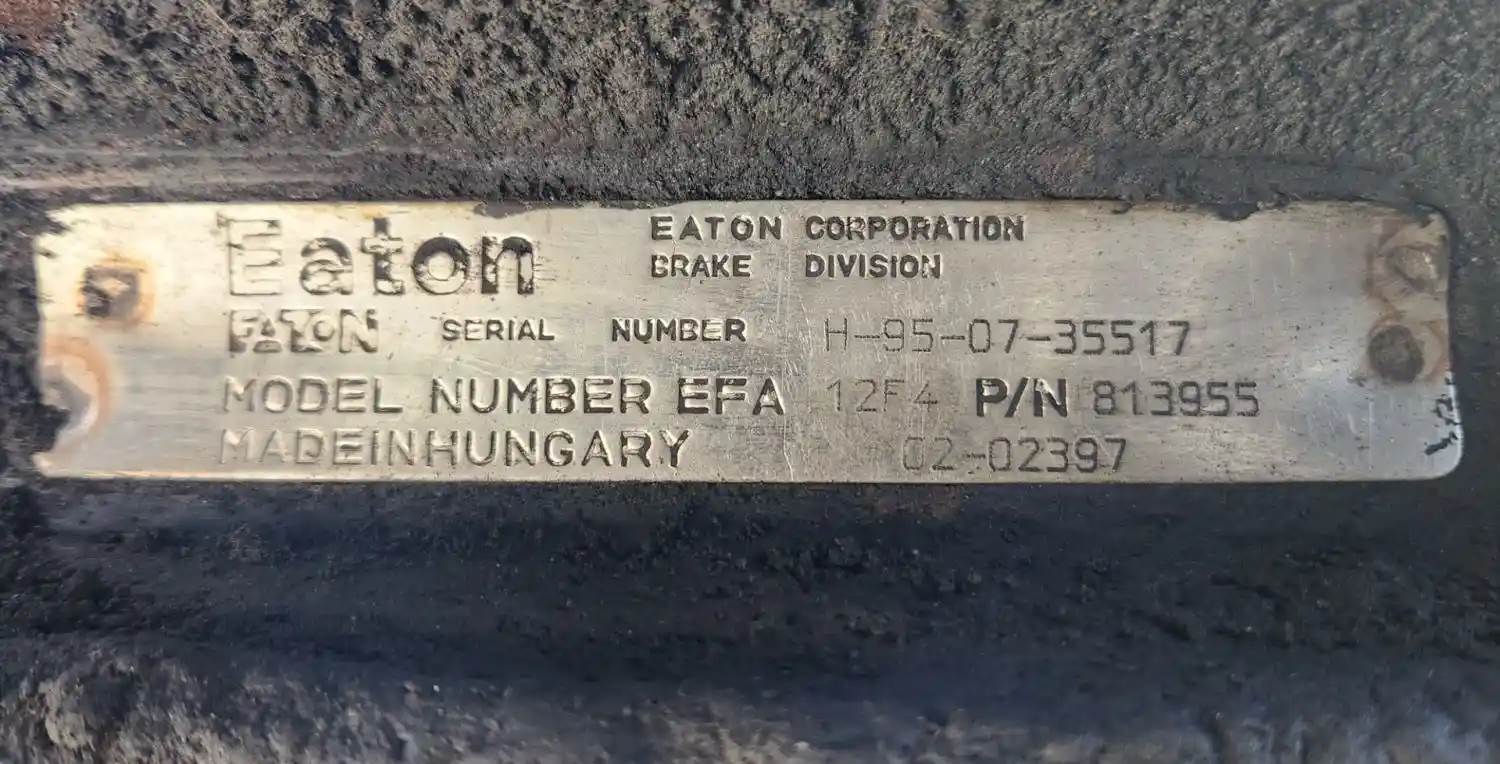 Eaton EATON CORPORATION
BRAKE DIVISION
EATON SERIAL NUMBER H-95-07-35517
MODEL NUMBER EFA 12F4 P/N 813955
MADEINHUNGARY 02-02397